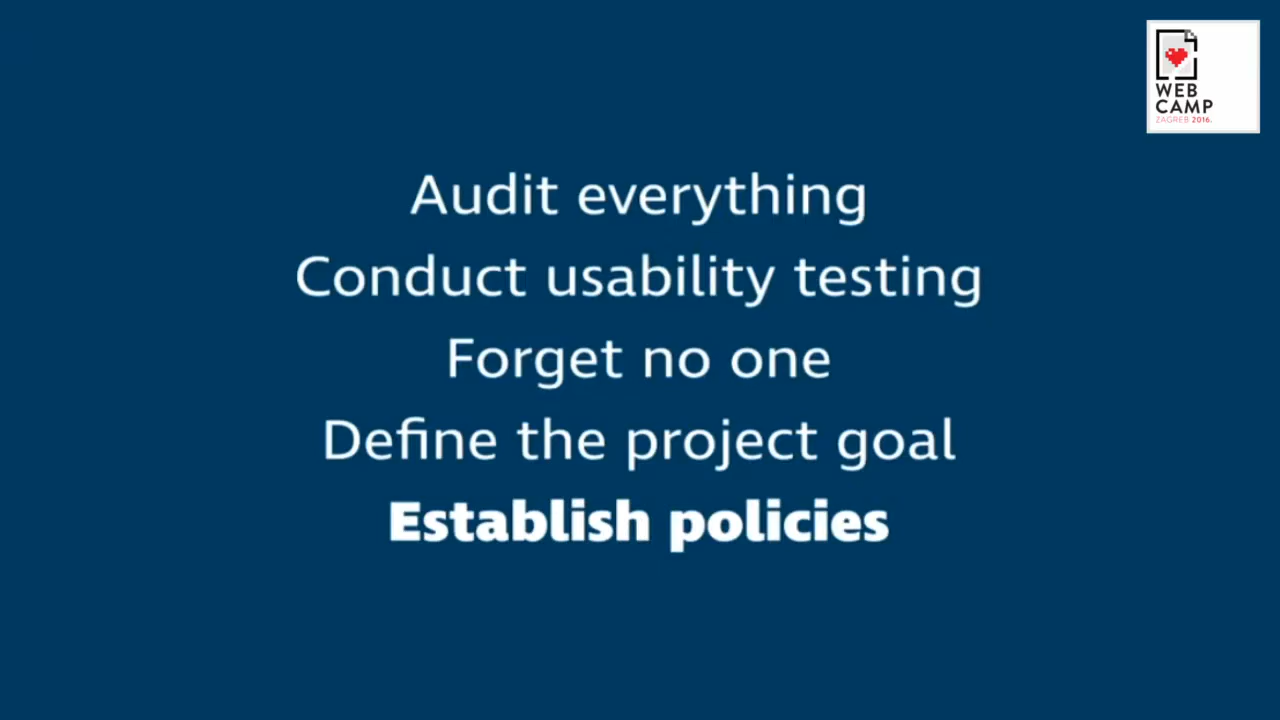 WEB
CAMP
ZAGREB 2016.
Audit everything
Conduct usability testing
Forget no one
Define the project goal
Establish policies